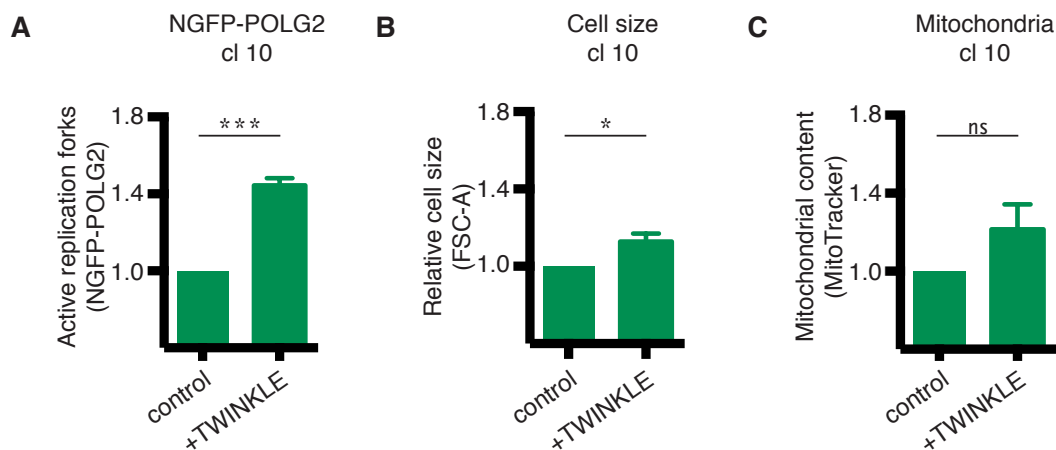 A
NGFP-POLG2
cl 10
Active replication forks
(NGFP-POLG2)
1.8
1.4
1.0
***
control
+TWINKLE
B
Cell size
cl 10
Relative cell size
(FSC-A)
1.8
1.4
1.0
*
control
+TWINKLE
C
Mitochondria
cl 10
Mitochondrial content
(MitoTracker)
1.8
1.4
1.0
ns
control
+TWINKLE